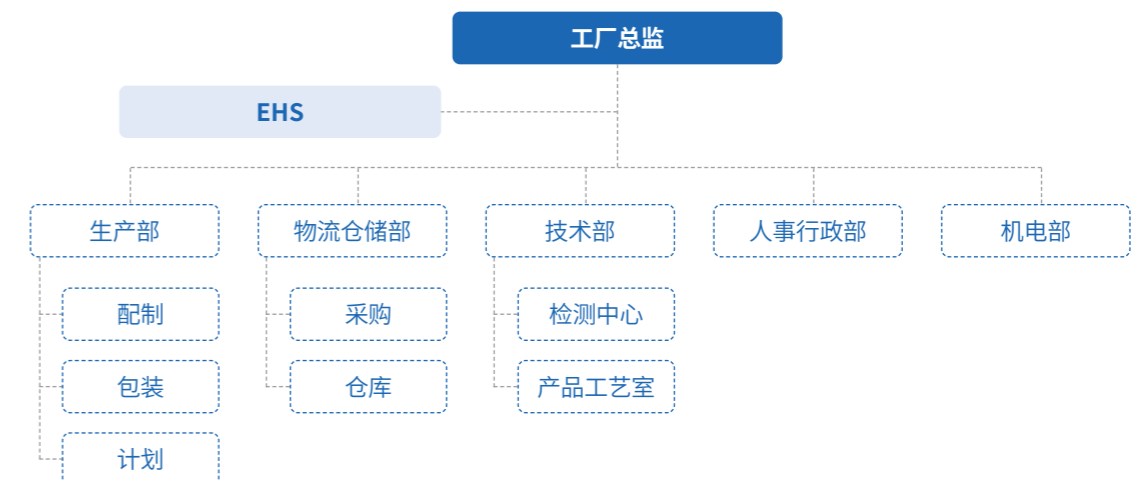 工厂总监
EHS
生产部
物流仓储部
技术部
人事行政部
机电部
配制
采购
检测中心
包装
仓库
产品工艺室
计划